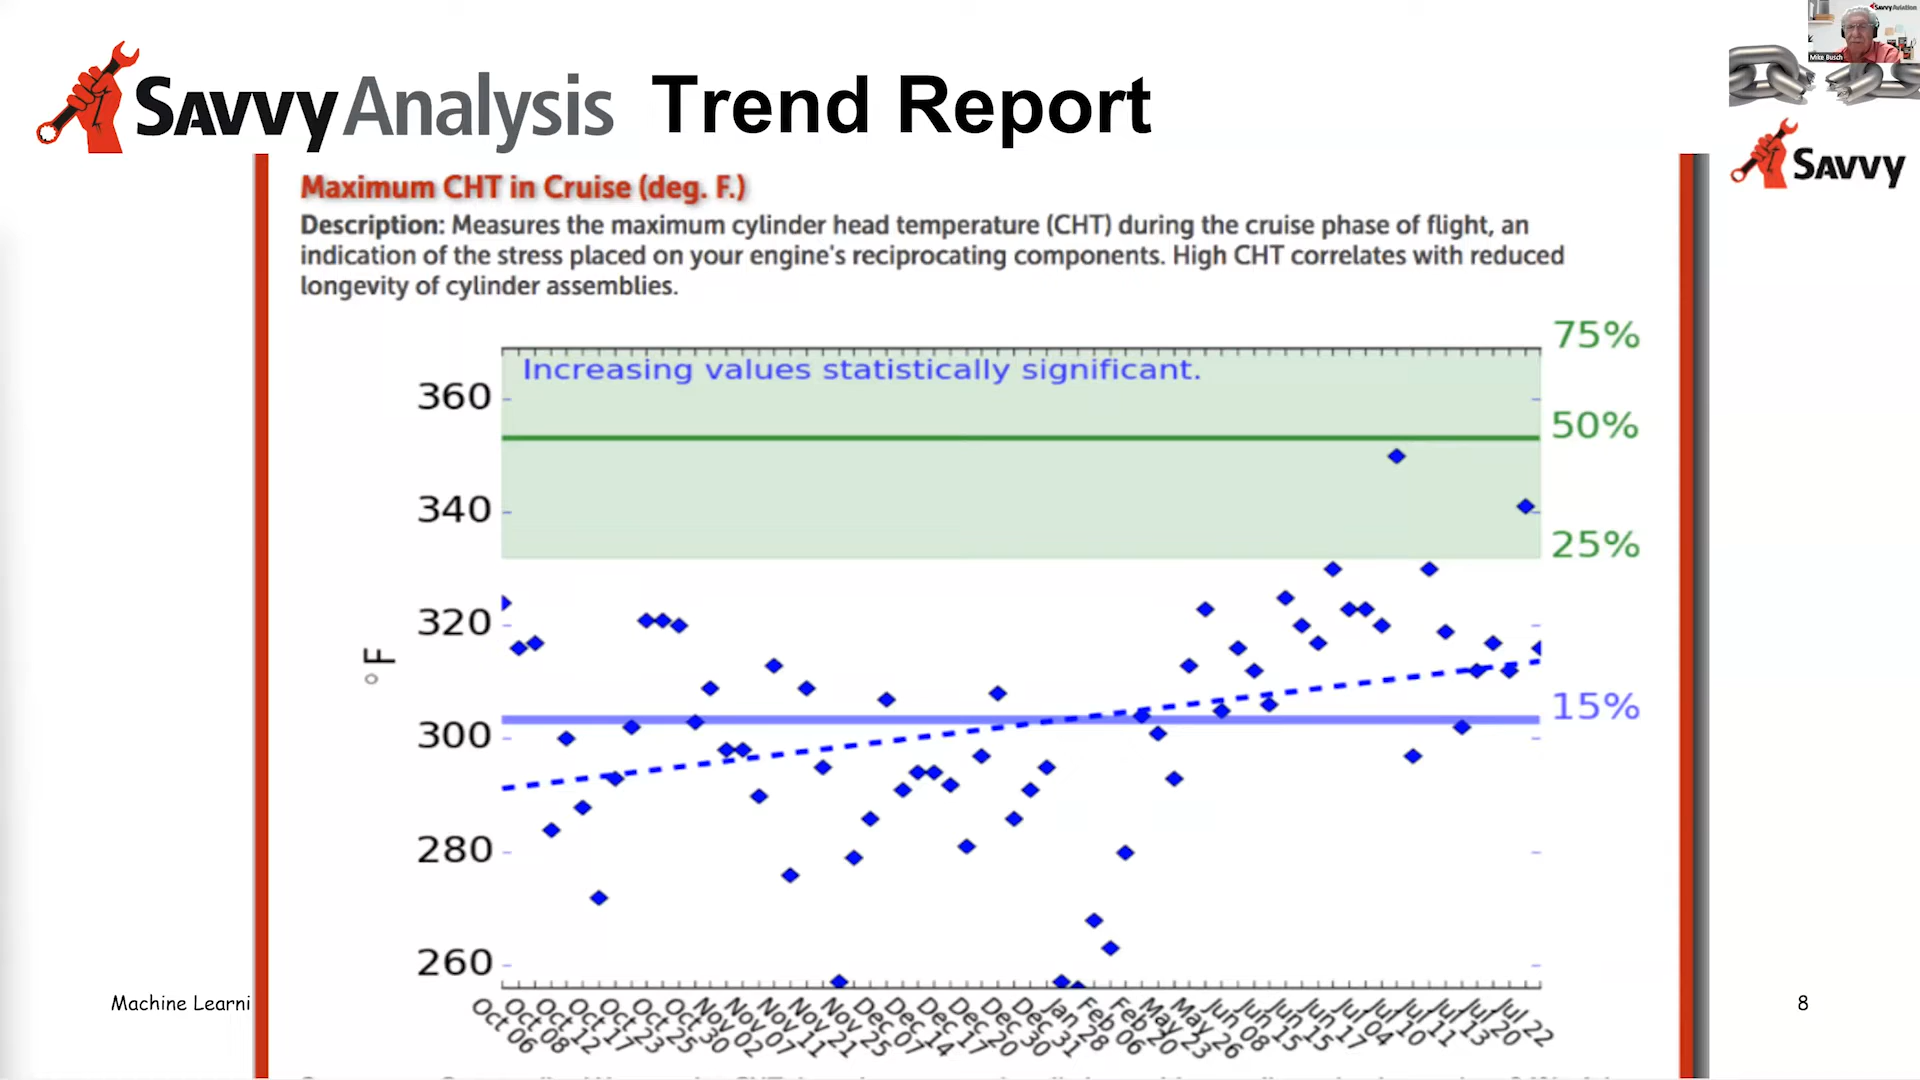 SavvyAnalysis Trend Report
SavvyAviation
Mike Busch
SAVVY
Maximum CHT in Cruise (deg. F.)
Description: Measures the maximum cylinder head temperature (CHT) during the cruise phase of flight, an
indication of the stress placed on your engine's reciprocating components. High CHT correlates with reduced
longevity of cylinder assemblies.
Increasing values statistically significant.
75%
50%
25%
15%
360
340
320
300
280
260
°F
Oct 06
Oct 08
Oct 12
Oct 17
Oct 23
Oct 25
Oct 30
Nov 02
Nov 07
Nov 11
Nov 21
Nov 25
Dec 07
Dec 14
Dec 17
Dec 20
Dec 30
Dec 31
Jan 28
Feb 06
Feb 20
May 23
May 26
Jun 08
Jun 15
Jun 15
Jun 17
Jul 04
Jul 10
Jul 11
Jul 13
Jul 20
Jul 22
Machine Learni
8